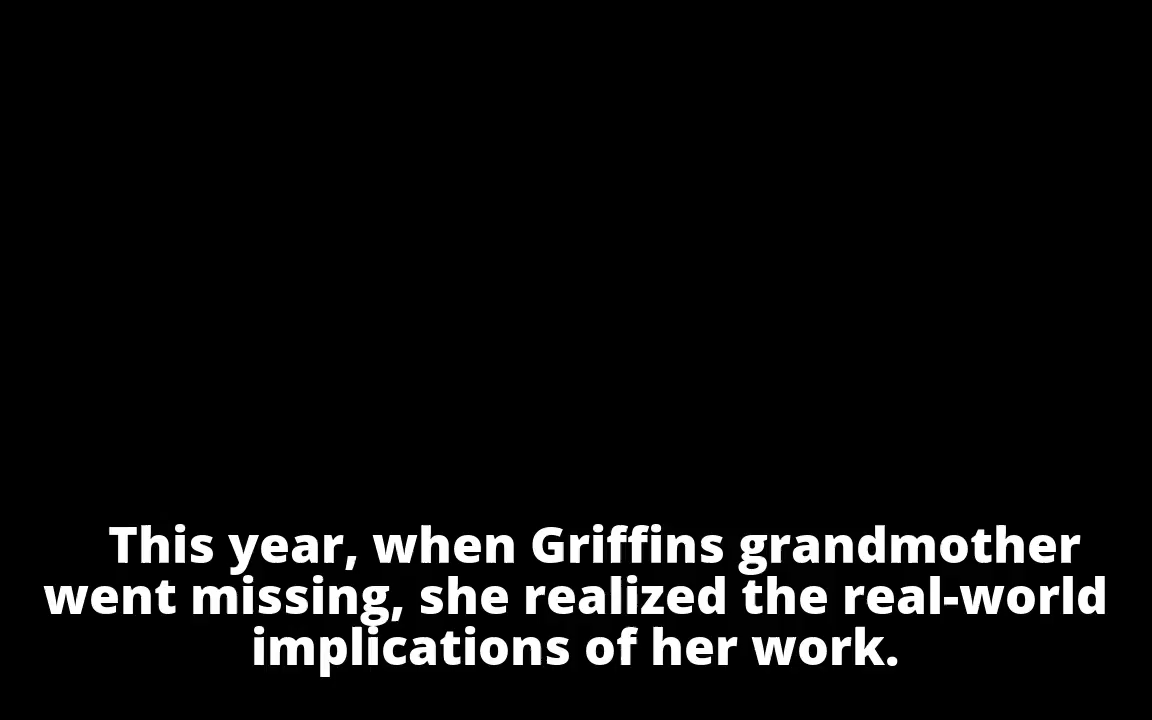 This year, when Griffins grandmother
went missing, she realized the real-world
implications of her work.